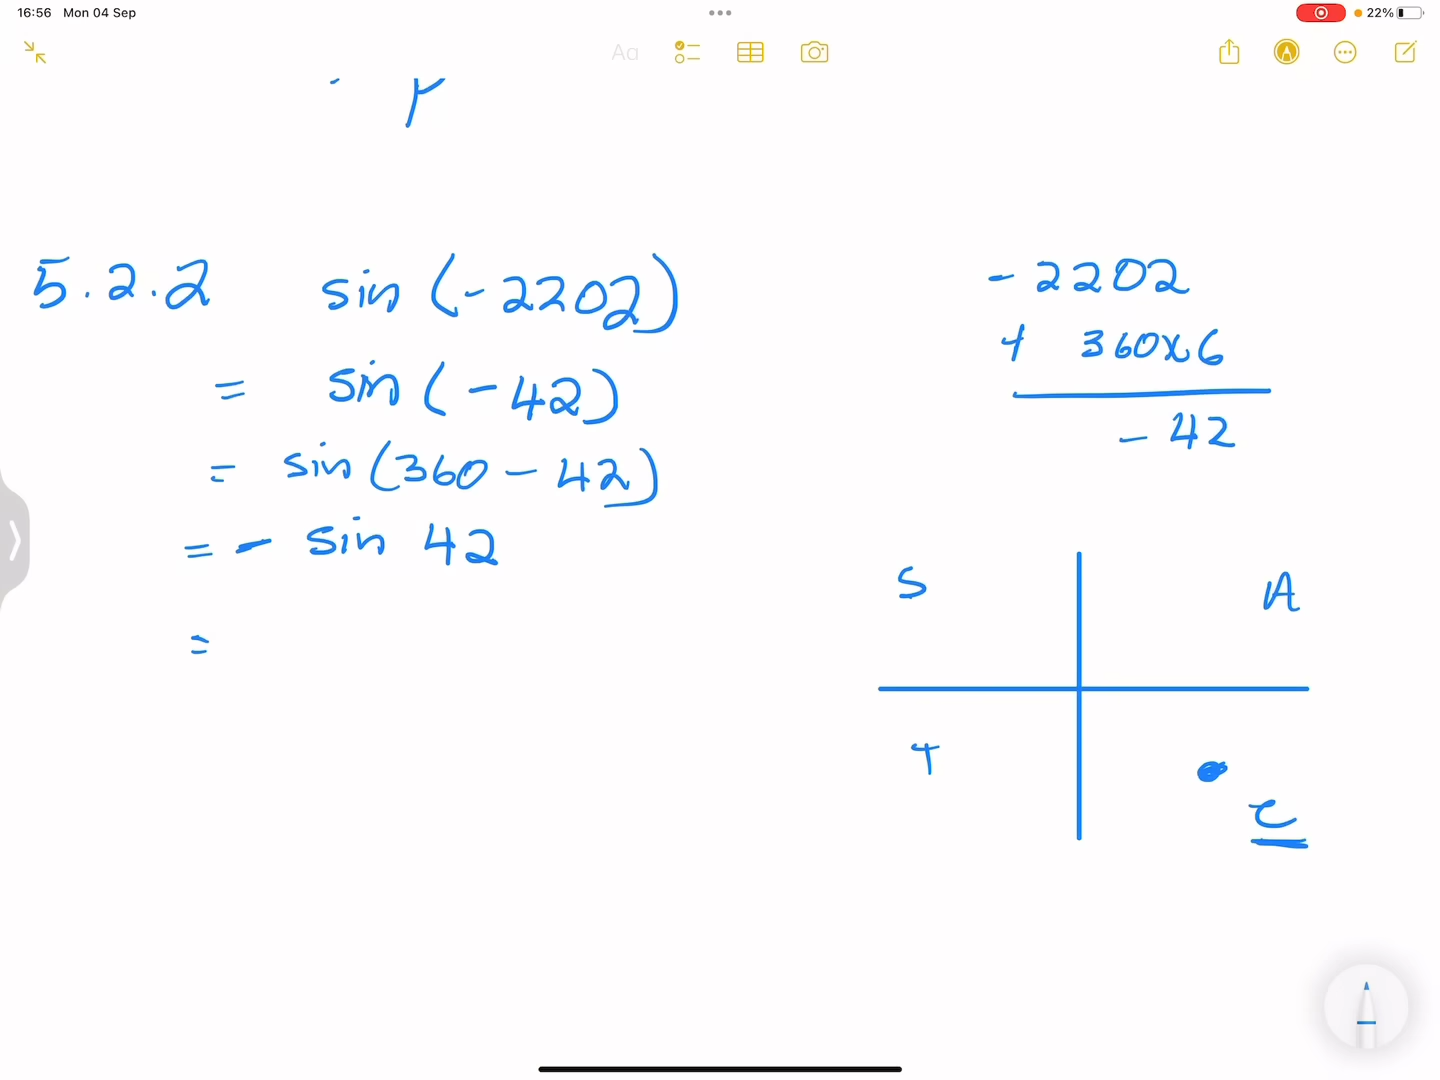 16:56 Mon 04 Sep
22%
Aa
5.2.2 sin (-2202)
= sin (-42)
= sin (360 - 42)
= - sin 42
=
- 2202
+ 360x6
- 42
S A
T C